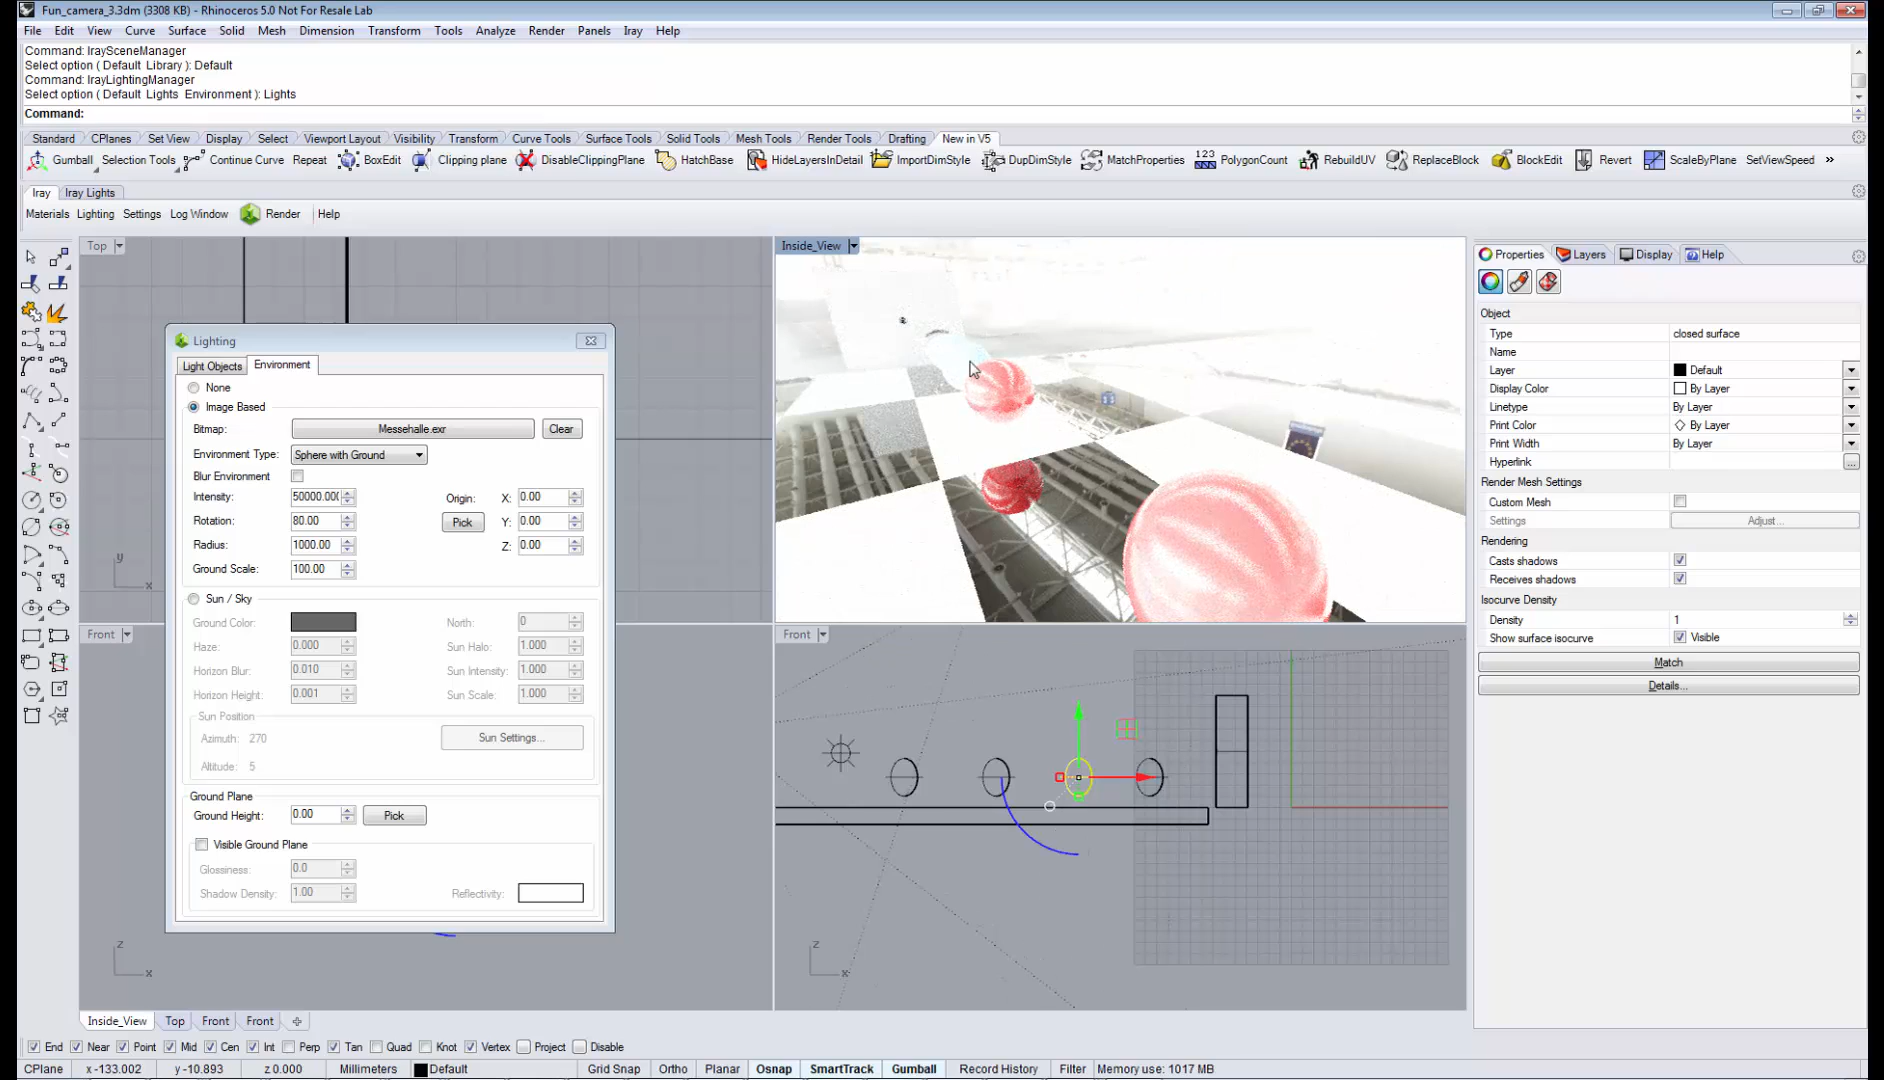 Fun_camera_3.3dm (3308 KB) - Rhinoceros 5.0 Not For Resale Lab
File Edit View Curve Surface Solid Mesh Dimension Transform Tools Analyze Render Panels Iray Help
Command: IraySceneManager
Select option ( Default Library ): Default
Command: IrayLightingManager
Select option ( Default Lights Environment ): Lights
Command:
Standard CPlanes Set View Display Select Viewport Layout Visibility Transform Curve Tools Surface Tools Solid Tools Mesh Tools Render Tools Drafting New in V5
Gumball Selection Tools Continue Curve Repeat BoxEdit Clipping plane DisableClippingPlane HatchBase HideLayersInDetail ImportDimStyle DupDimStyle MatchProperties 123 PolygonCount RebuildUV ReplaceBlock BlockEdit Revert ScaleByPlane SetViewSpeed »
Iray Iray Lights
Materials Lighting Settings Log Window Render Help
Top
Inside_View
Properties Layers Display Help
Lighting
Light Objects Environment
None
Image Based
Bitmap: Messehalle.exr Clear
Environment Type: Sphere with Ground
Blur Environment
Intensity: 50000.00 Origin: X: 0.00
Rotation: 80.00 Pick Y: 0.00
Radius: 1000.00 Z: 0.00
Ground Scale: 100.00
Sun / Sky
Ground Color: North: 0
Haze: 0.000 Sun Halo: 1.000
Horizon Blur: 0.010 Sun Intensity: 1.000
Horizon Height: 0.001 Sun Scale: 1.000
Sun Position
Azimuth: 270 Sun Settings...
Altitude: 5
Ground Plane
Ground Height: 0.00 Pick
Visible Ground Plane
Glossiness: 0.0
Shadow Density: 1.00 Reflectivity:
y
x
Front
z
x
Front
z
x
Object
Type closed surface
Name
Layer Default
Display Color By Layer
Linetype By Layer
Print Color By Layer
Print Width By Layer
Hyperlink ...
Render Mesh Settings
Custom Mesh
Settings Adjust...
Rendering
Casts shadows
Receives shadows
Isocurve Density
Density 1
Show surface isocurve Visible
Match
Details...
Inside_View Top Front Front
End Near Point Mid Cen Int Perp Tan Quad Knot Vertex Project Disable
CPlane x -133.002 y -10.893 z 0.000 Millimeters Default Grid Snap Ortho Planar Osnap SmartTrack Gumball Record History Filter Memory use: 1017 MB